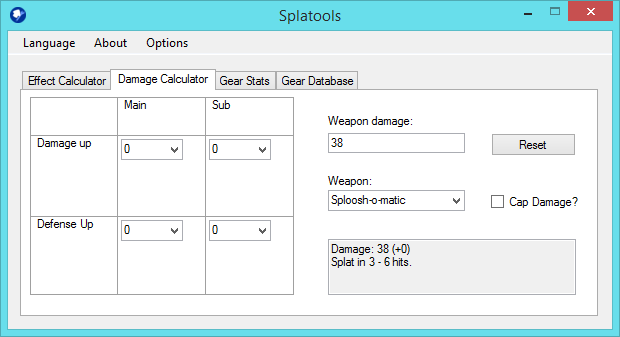 Splatools
Language About Options
Effect Calculator Damage Calculator Gear Stats Gear Database
Main Sub
Damage up 0 0
Defense Up 0 0
Weapon damage:
38 Reset
Weapon:
Sploosh-o-matic Cap Damage?
Damage: 38 (+0)
Splat in 3 - 6 hits.